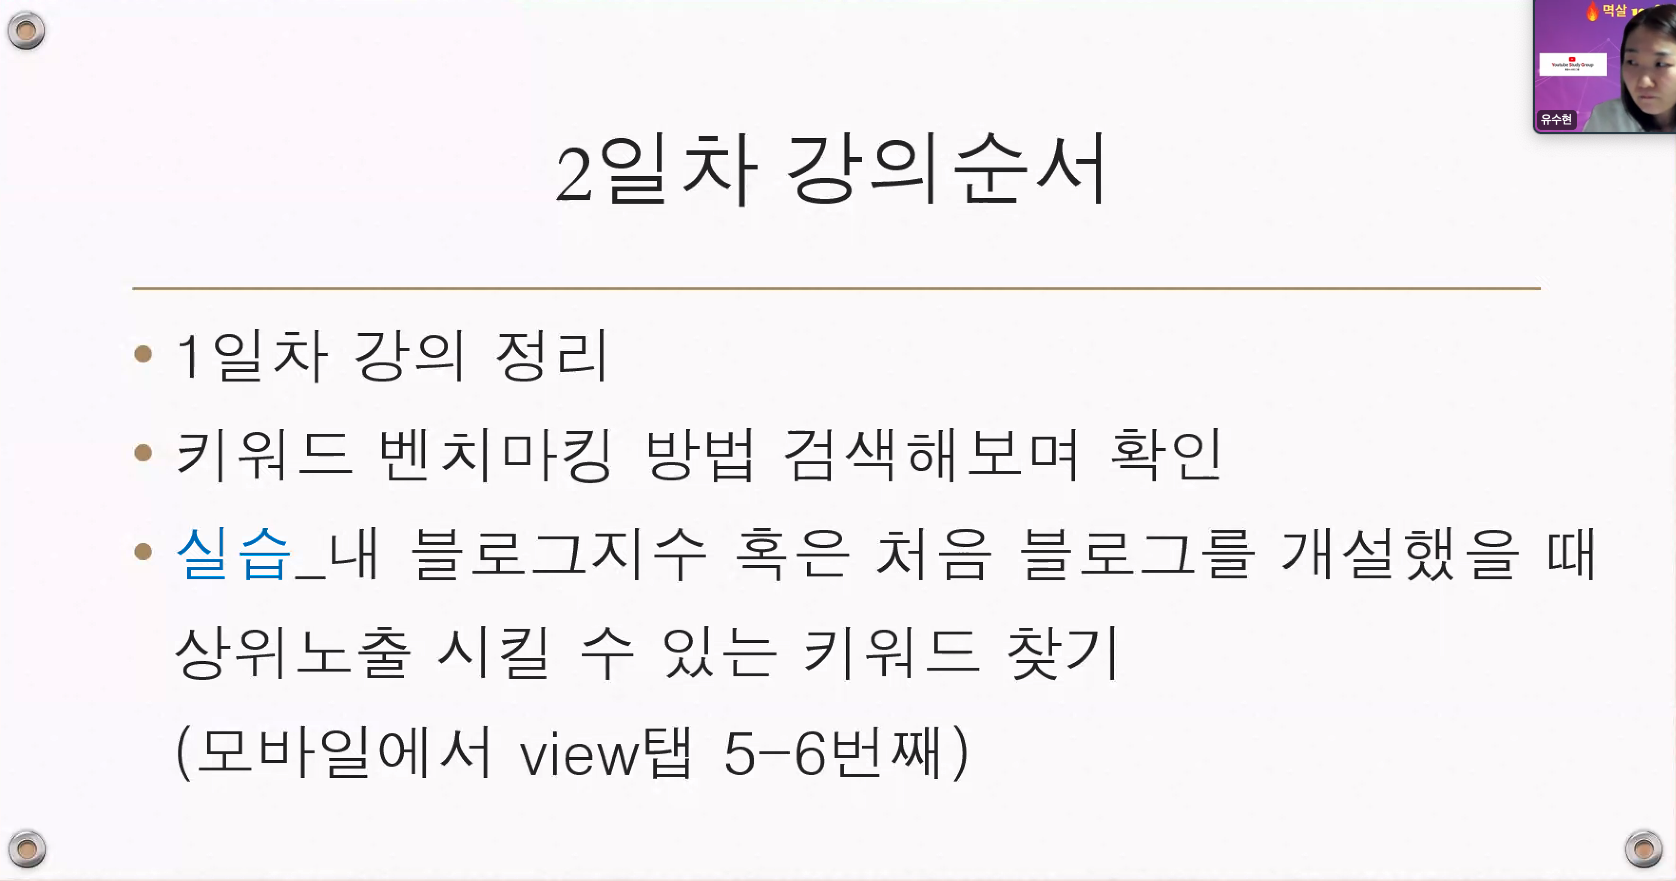 멱살
Youtube Study Group
유수현
2일차 강의순서
1일차 강의 정리
키워드 벤치마킹 방법 검색해보며 확인
실습_내 블로그지수 혹은 처음 블로그를 개설했을 때
상위노출 시킬 수 있는 키워드 찾기
(모바일에서 view탭 5-6번째)